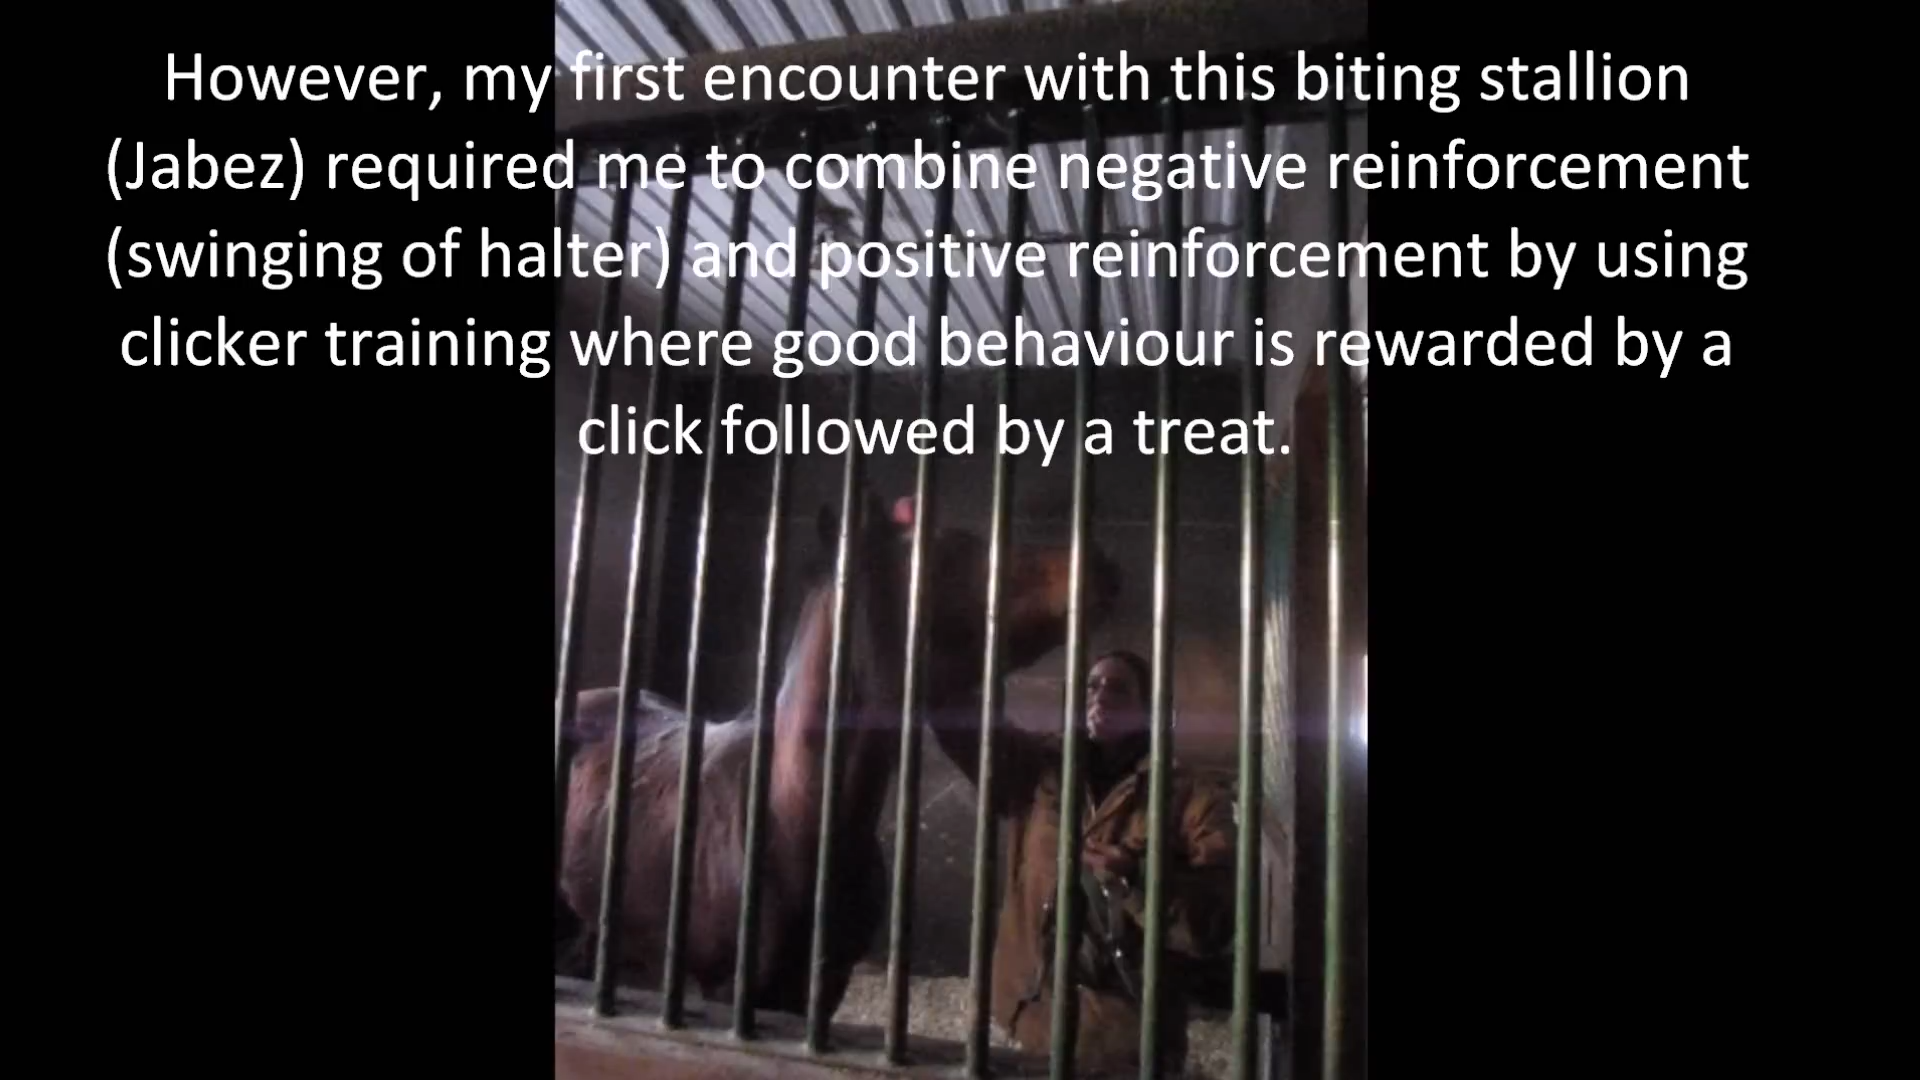 However, my first encounter with this biting stallion
(Jabez) required me to combine negative reinforcement
(swinging of halter) and positive reinforcement by using
clicker training where good behaviour is rewarded by a
click followed by a treat.